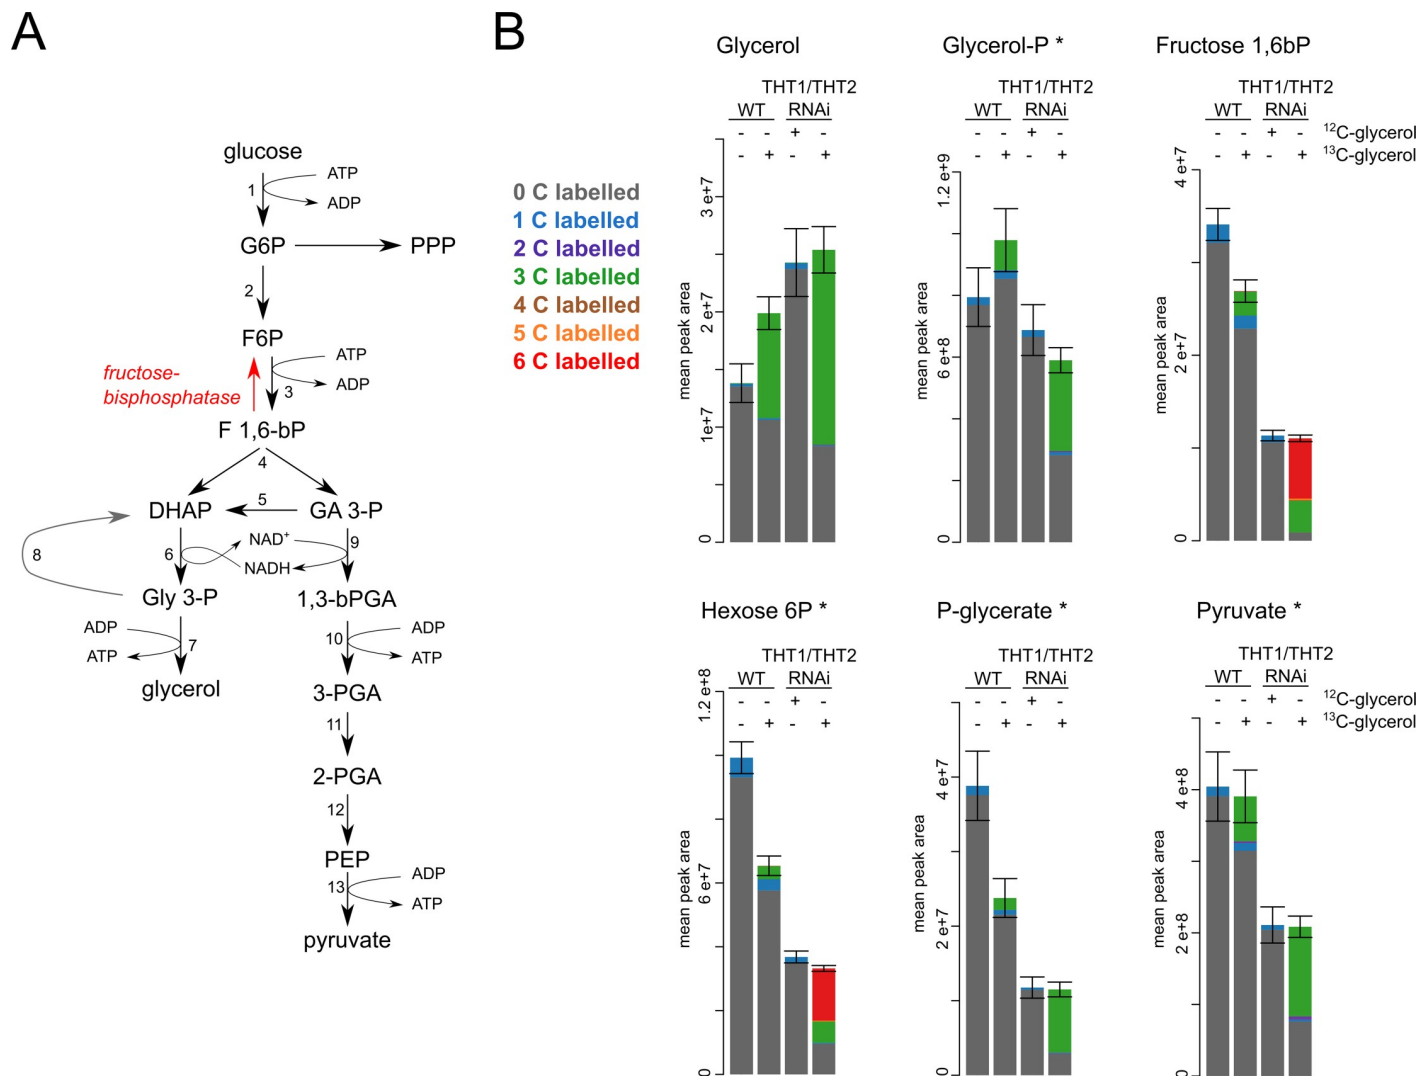 A
glucose
1
ATP
ADP
G6P
PPP
2
F6P
fructose-
bisphosphatase
ATP
3
ADP
F 1,6-bP
4
DHAP
5
GA 3-P
8
6
NAD+
9
NADH
Gly 3-P
1,3-bPGA
ADP
7
ATP
10
ADP
ATP
glycerol
3-PGA
11
2-PGA
12
PEP
13
ADP
ATP
pyruvate
B
0 C labelled
1 C labelled
2 C labelled
3 C labelled
4 C labelled
5 C labelled
6 C labelled
Glycerol
THT1/THT2
WT RNAi
- - + -
- + - +
mean peak area
3 e+7
2 e+7
1e+7
0
Glycerol-P *
THT1/THT2
WT RNAi
- - + -
- + - +
mean peak area
1.2 e+9
6 e+8
0
Fructose 1,6bP
THT1/THT2
WT RNAi
- - + - 12C-glycerol
- + - + 13C-glycerol
mean peak area
4 e+7
2 e+7
0
Hexose 6P *
THT1/THT2
WT RNAi
- - + -
- + - +
mean peak area
1.2 e+8
6 e+7
0
P-glycerate *
THT1/THT2
WT RNAi
- - + -
- + - +
mean peak area
4 e+7
2 e+7
0
Pyruvate *
THT1/THT2
WT RNAi
- - + - 12C-glycerol
- + - + 13C-glycerol
mean peak area
4 e+8
2 e+8
0